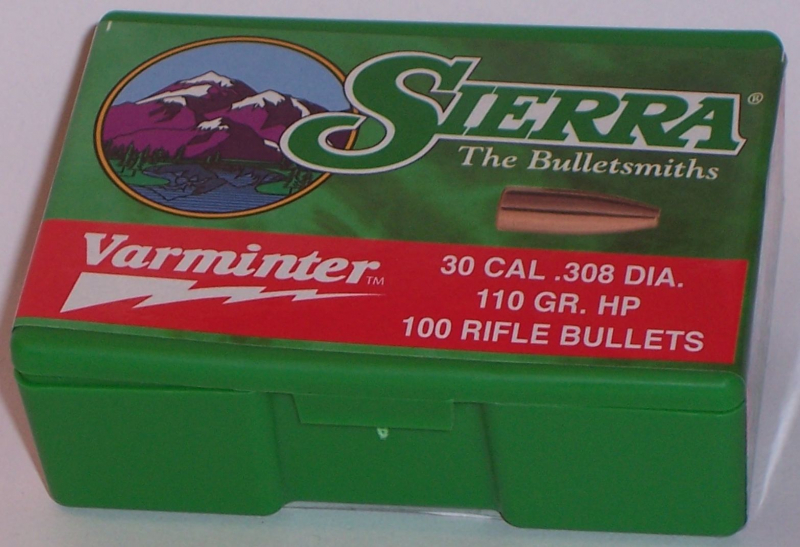 SIERRA®
The Bulletsmiths
Varminter™
30 CAL .308 DIA.
110 GR. HP
100 RIFLE BULLETS